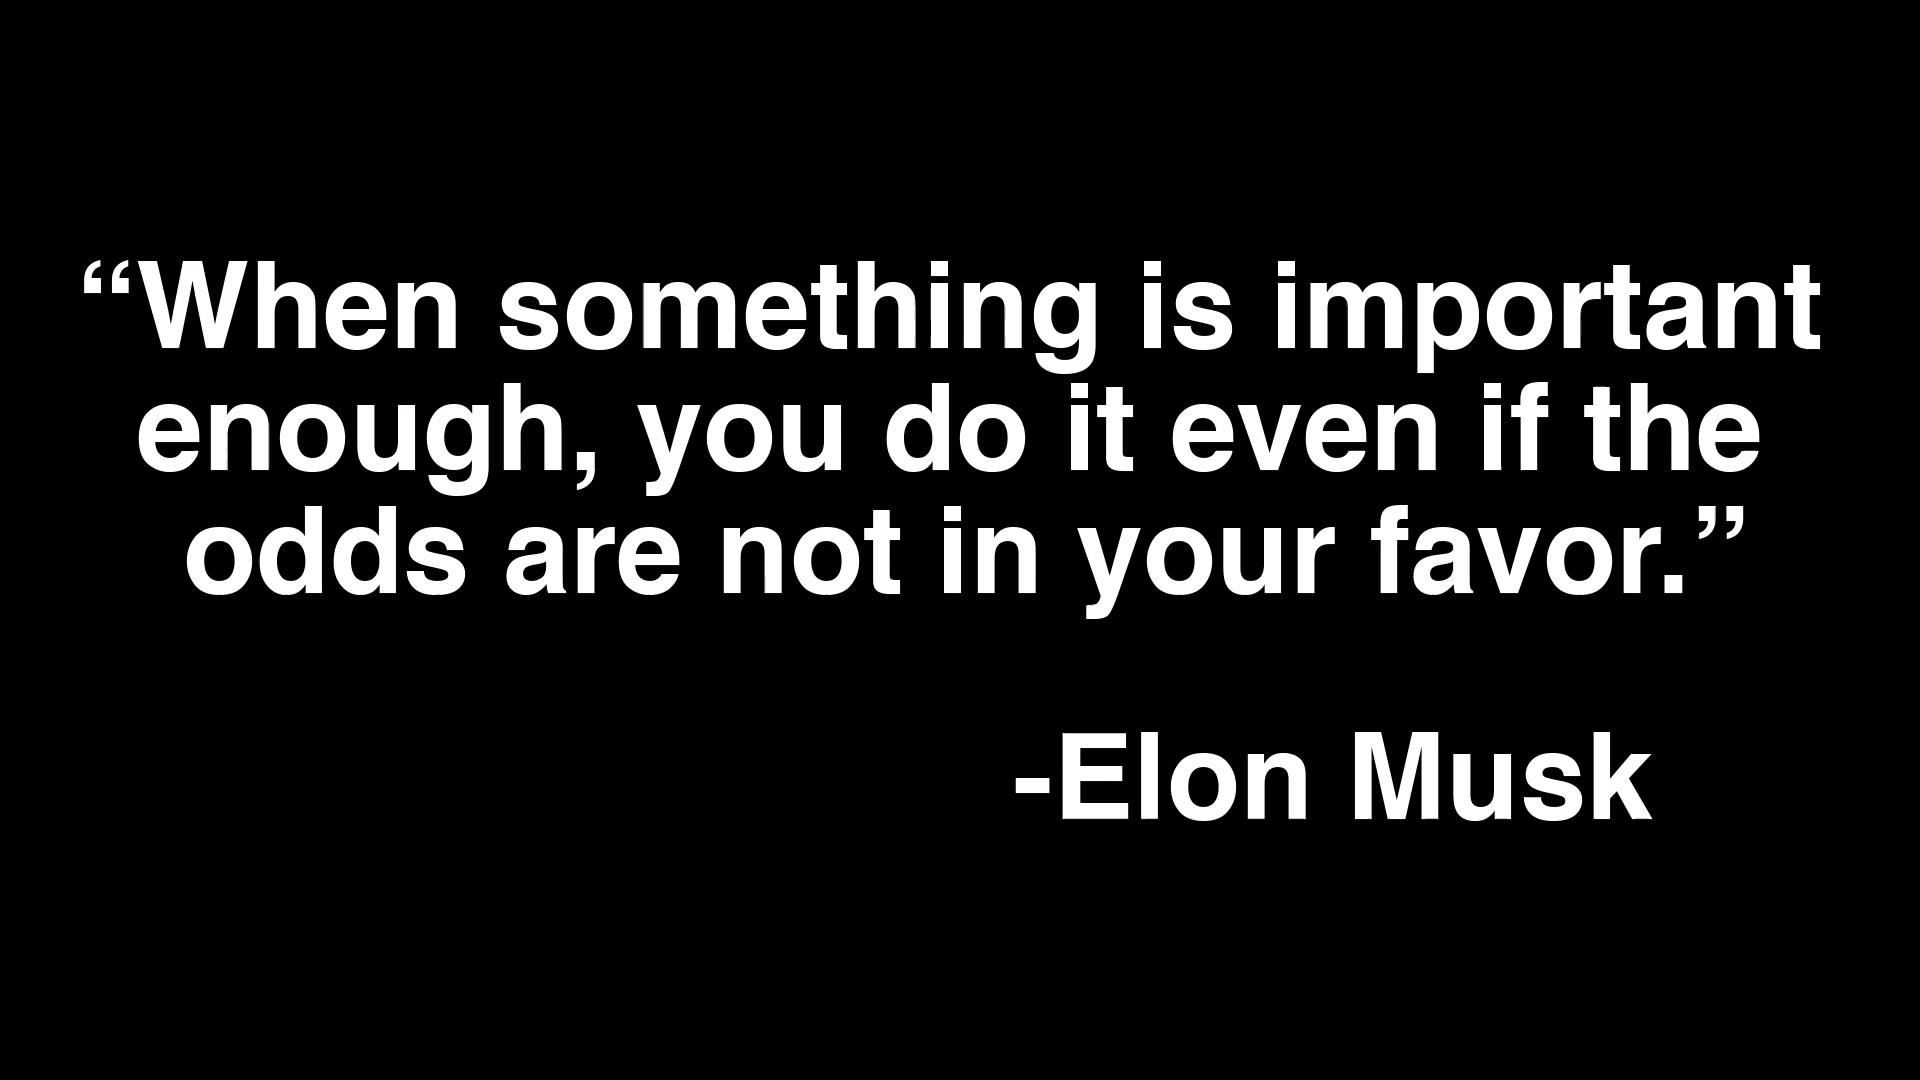 “When something is important
enough, you do it even if the
odds are not in your favor.”
-Elon Musk